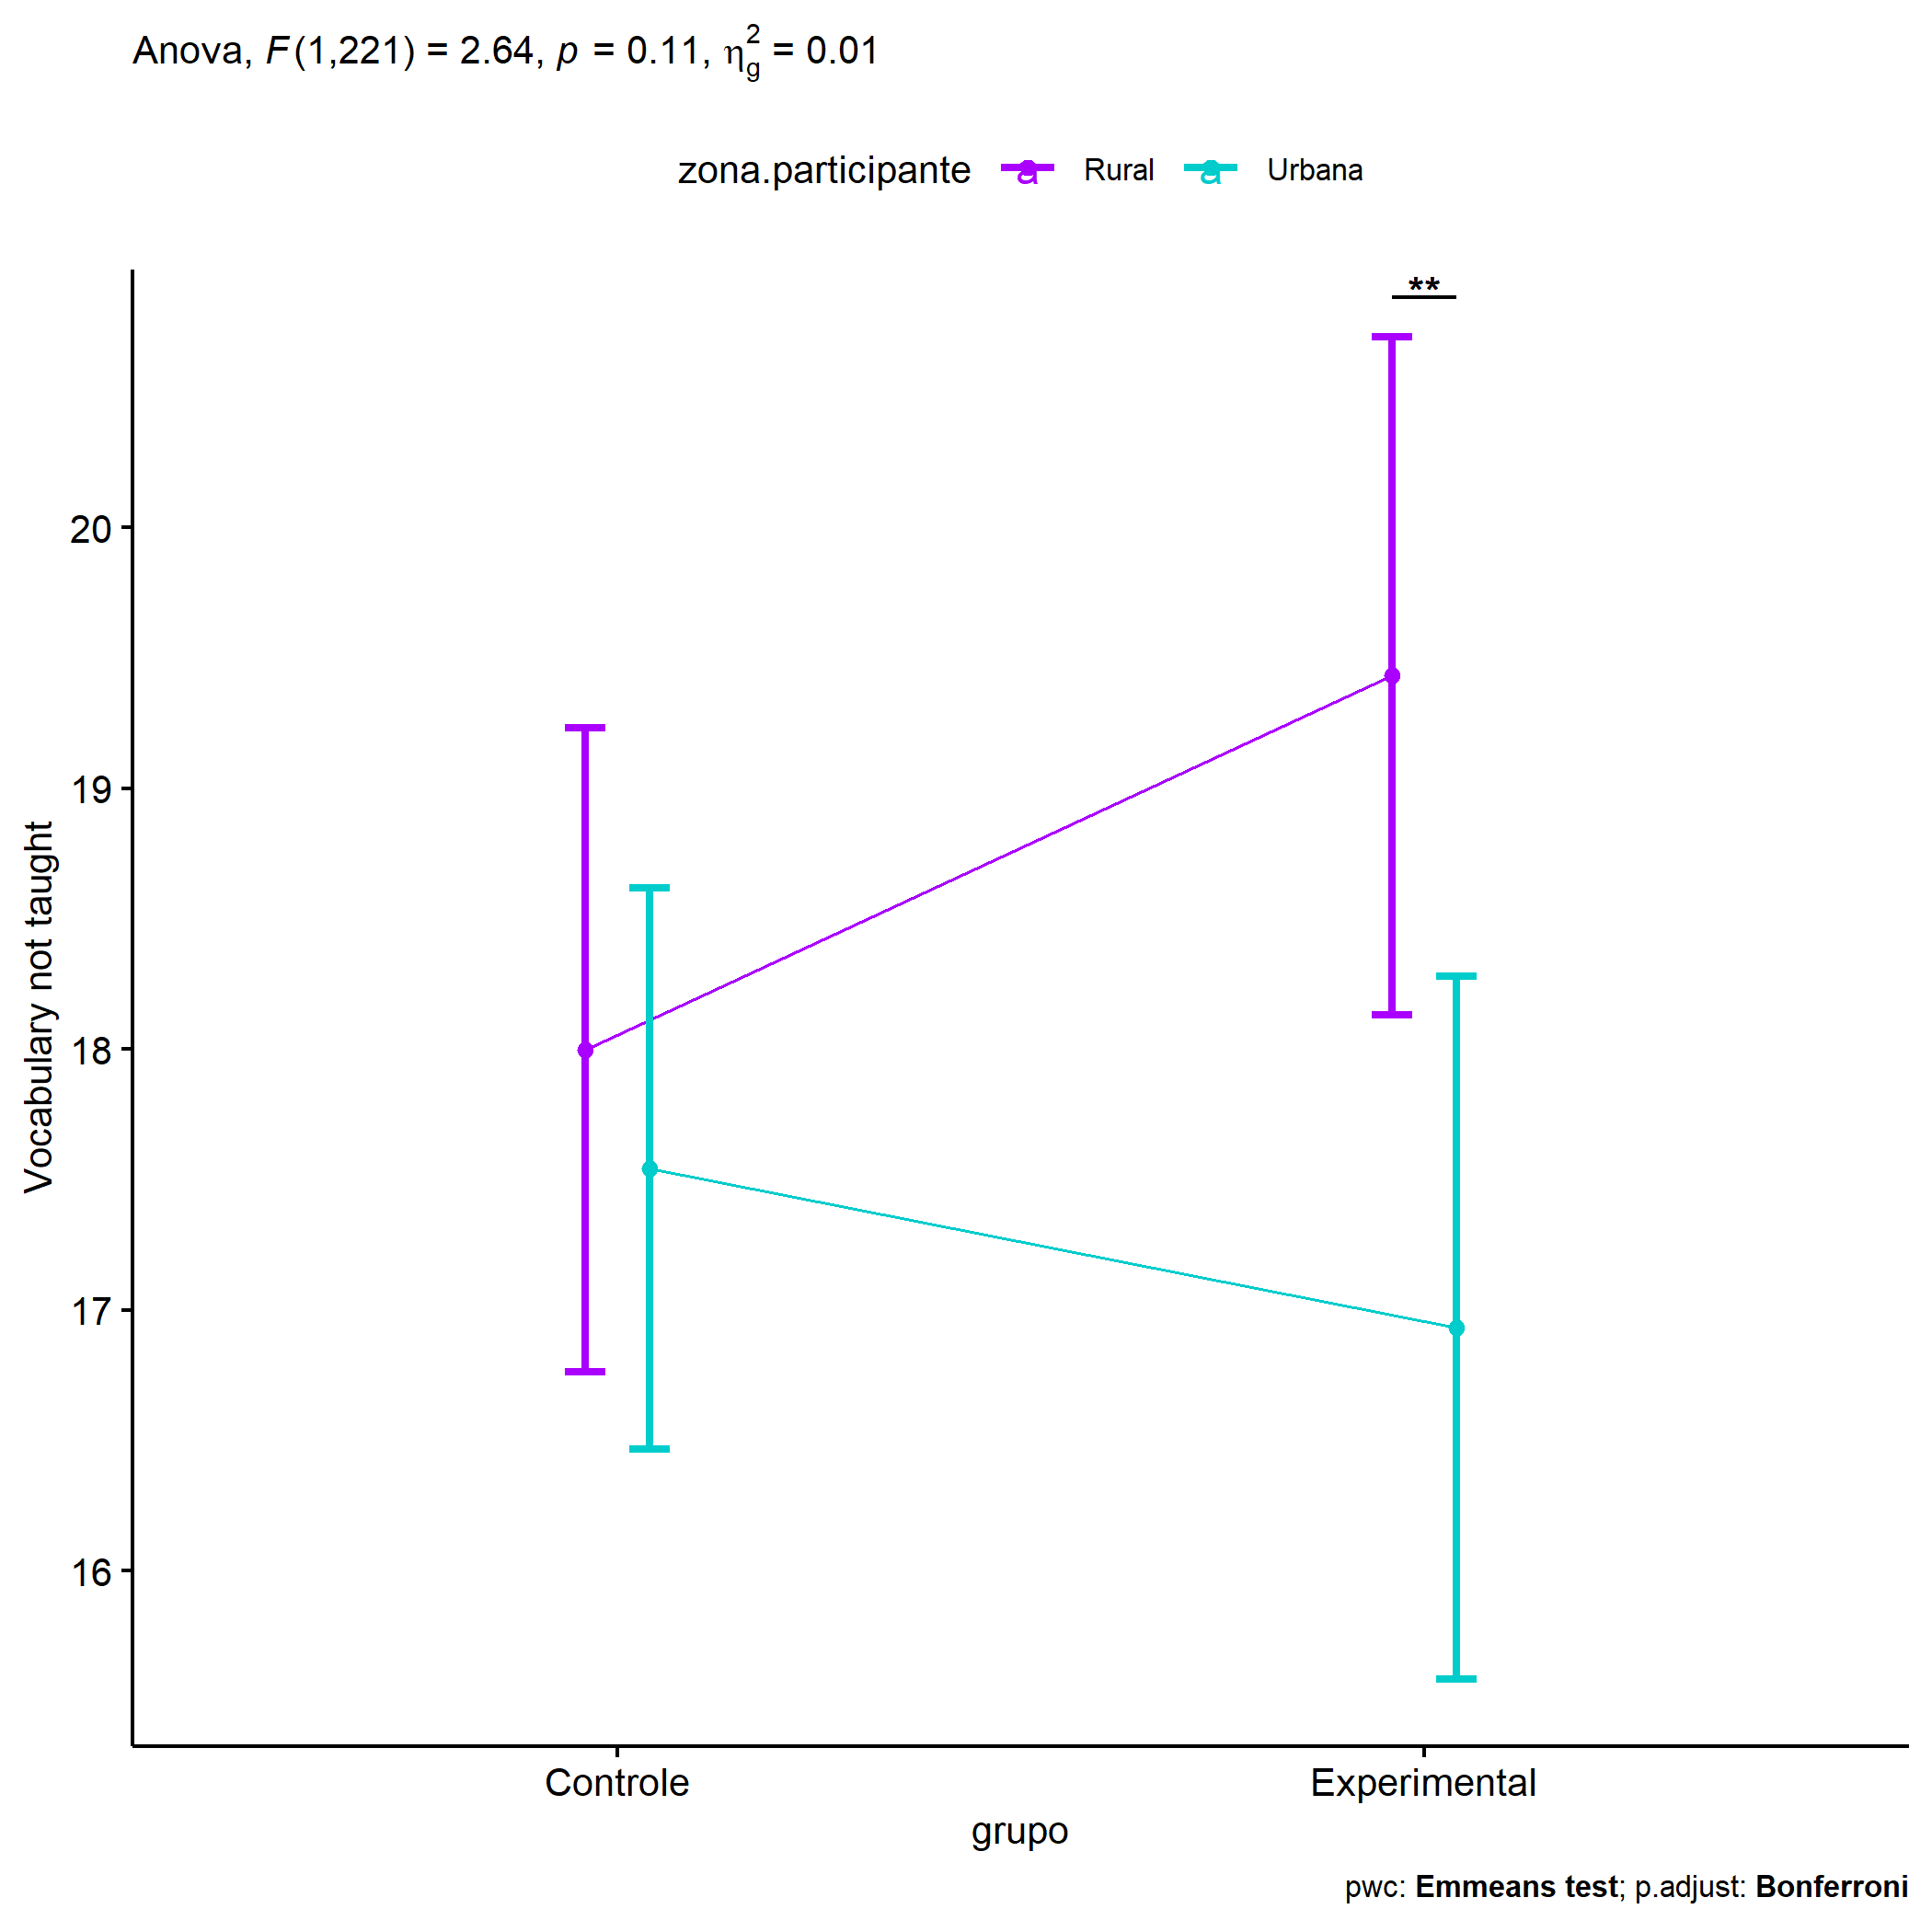 Anova, F(1,221) = 2.64, p = 0.11, η²g = 0.01
zona.participante a Rural a Urbana
**
20
19
18
17
16
Vocabulary not taught
Controle Experimental
grupo
pwc: Emmeans test; p.adjust: Bonferroni